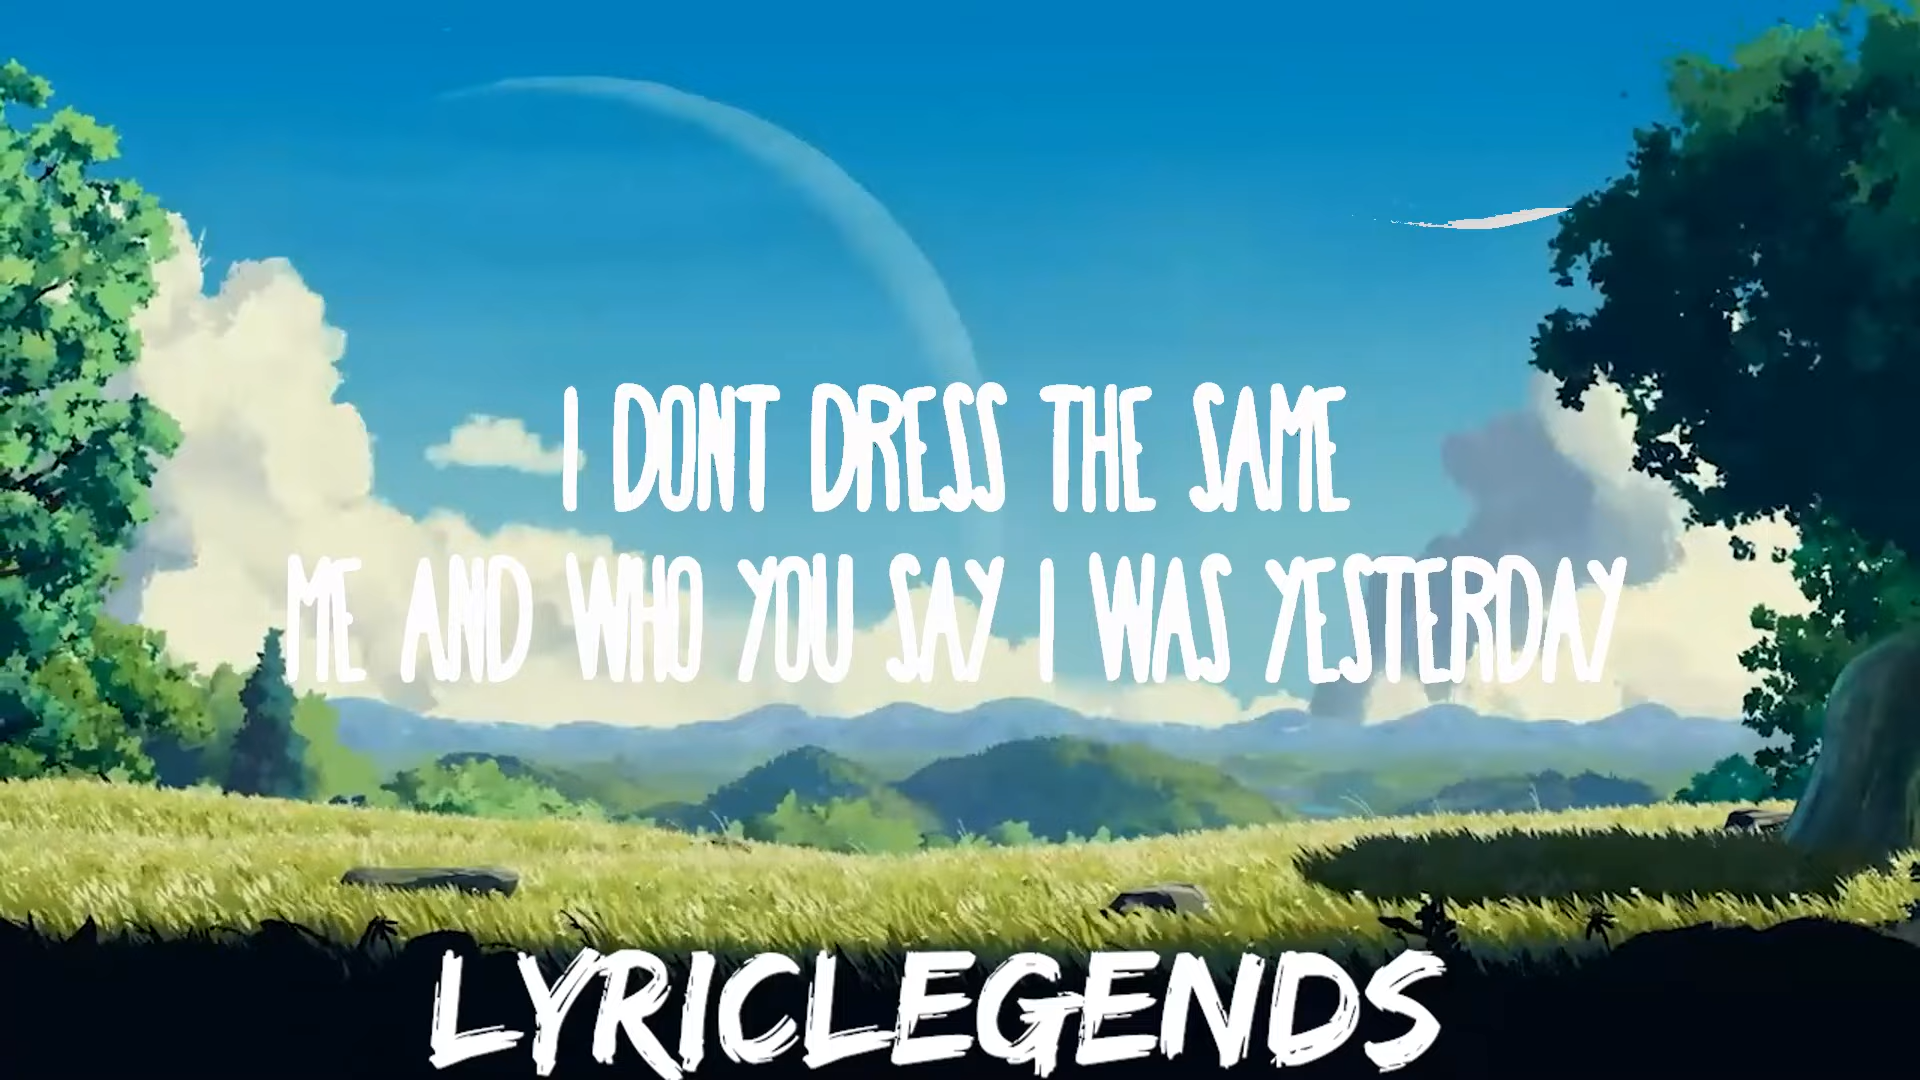 I DONT DRESS THE SAME
ME AND WHO YOU SAY I WAS YESTERDAY
LYRICLEGENDS